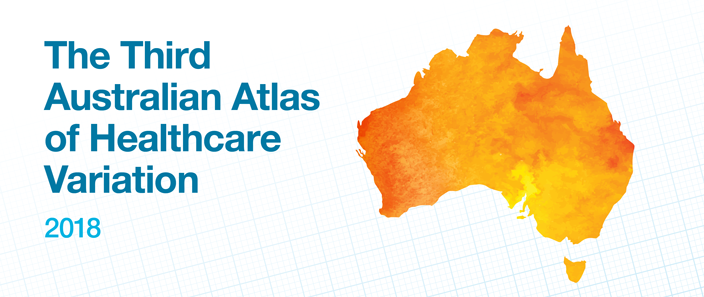 The Third
Australian Atlas
of Healthcare
Variation
2018